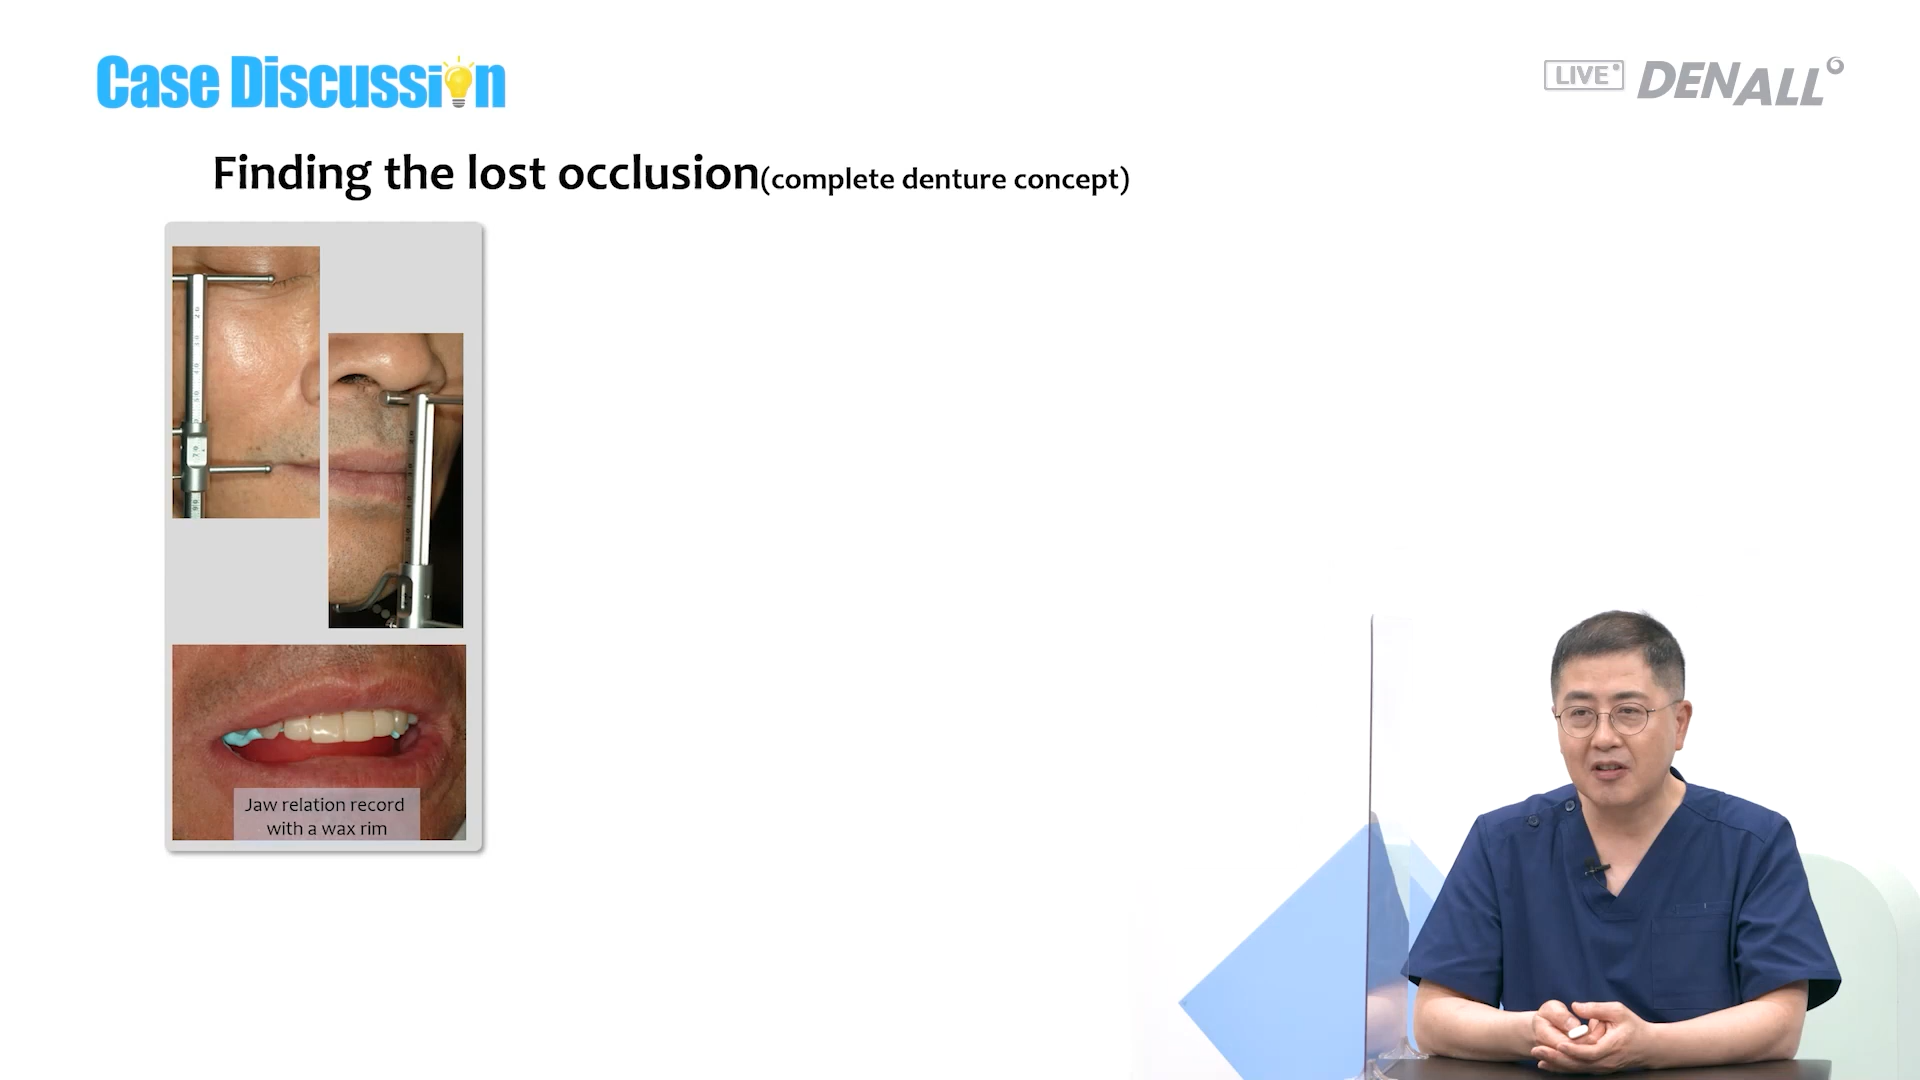 Case Discussion
LIVE DENALL
Finding the lost occlusion(complete denture concept)
Jaw relation record
with a wax rim